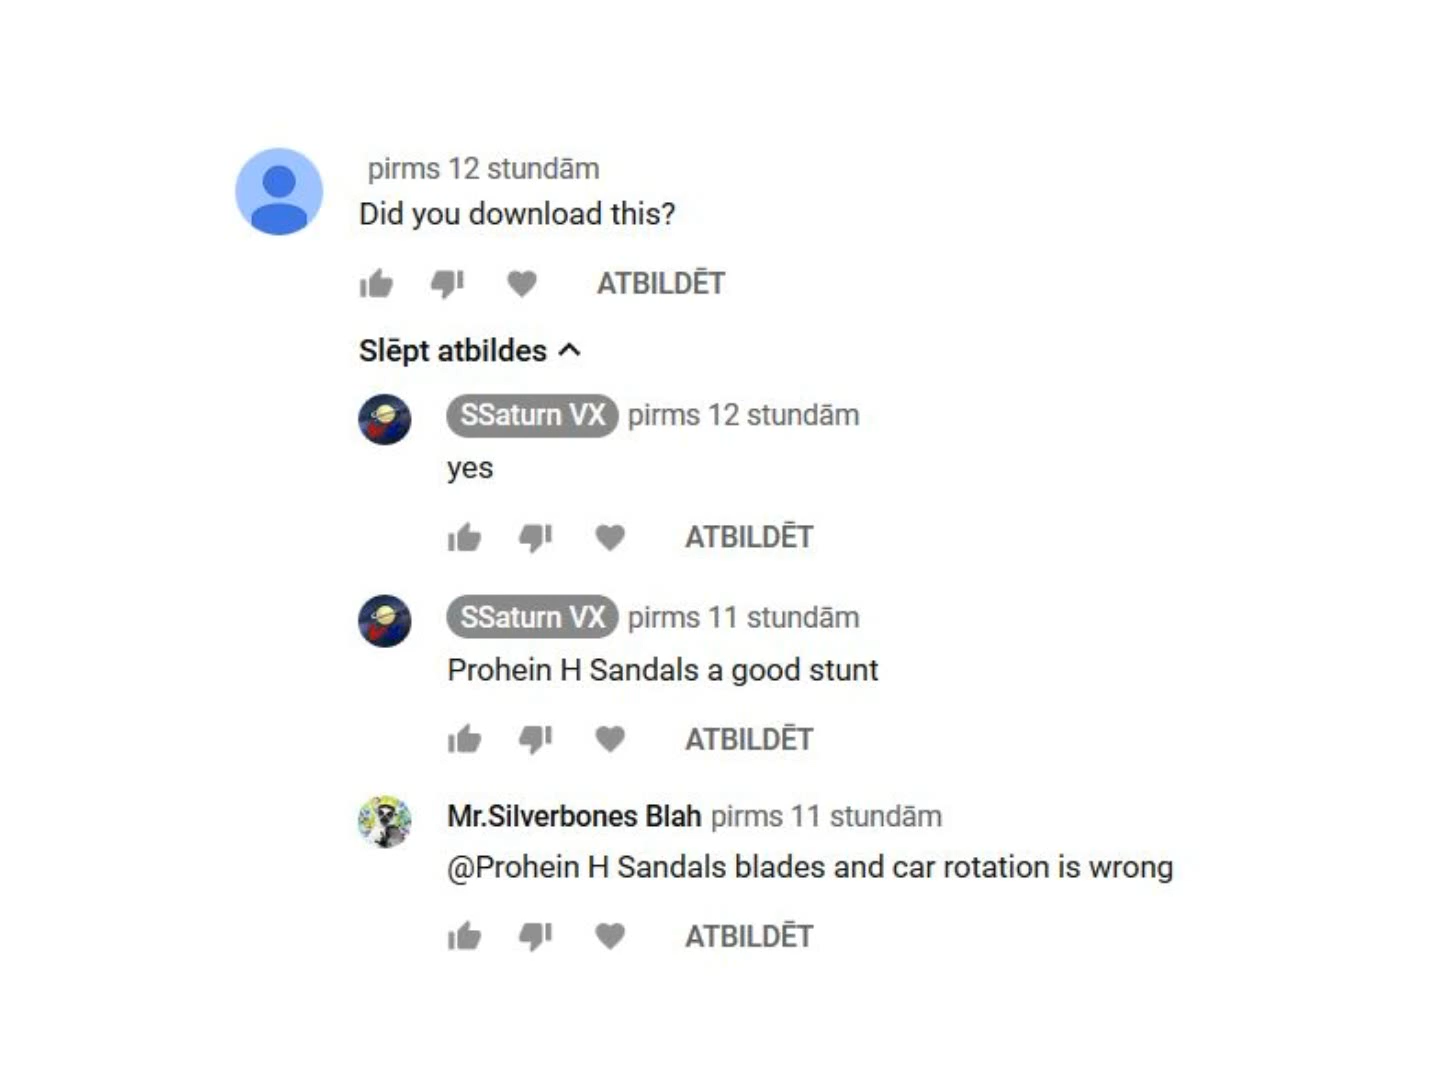 pirms 12 stundām
Did you download this?
ATBILDĒT
Slēpt atbildes
SSaturn VX pirms 12 stundām
yes
ATBILDĒT
SSaturn VX pirms 11 stundām
Prohein H Sandals a good stunt
ATBILDĒT
Mr.Silverbones Blah pirms 11 stundām
@Prohein H Sandals blades and car rotation is wrong
ATBILDĒT